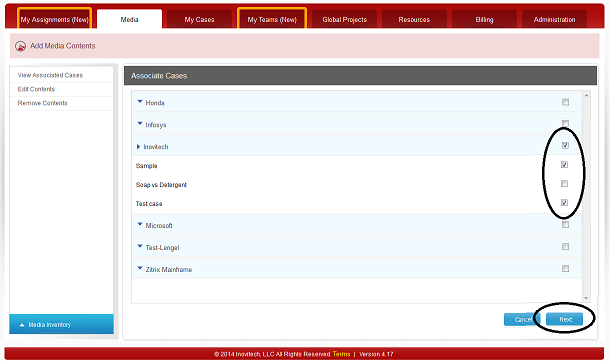 My Assignments (New) Media My Cases My Teams (New) Global Projects Resources Billing Administration
Add Media Contents
View Associated Cases
Edit Contents
Remove Contents
Media Inventory
Associate Cases
Honda
Infosys
Inovitech
Sample
Soap vs Detergent
Test case
Microsoft
Test-Lengel
Zitrix Mainframe
Cancel Next
© 2014 Inovitech, LLC All Rights Reserved. Terms | Version 4.17